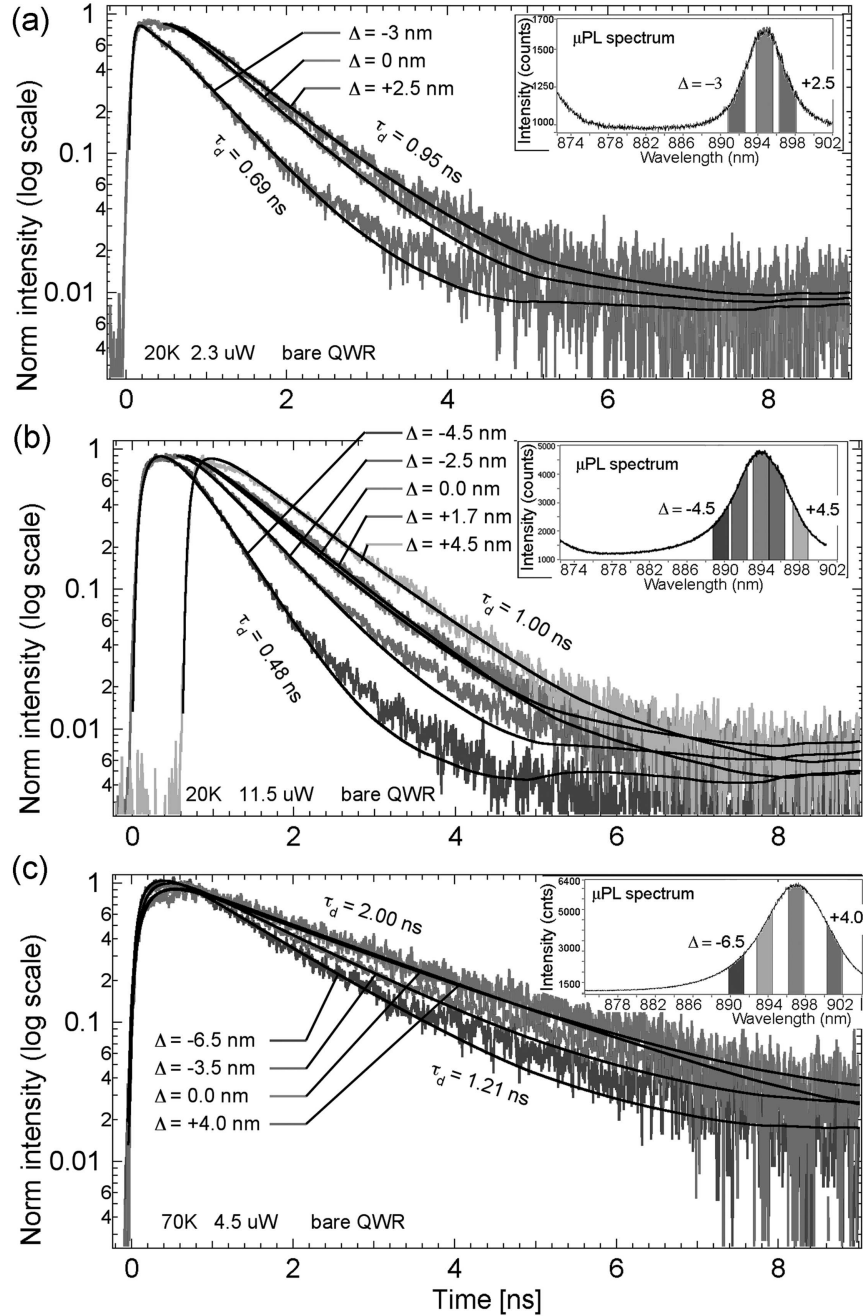 (a)
Norm intensity (log scale)
1
8
6
4
2
0.1
8
6
4
2
0.01
8
6
4
Δ = -3 nm
Δ = 0 nm
Δ = +2.5 nm
τd = 0.95 ns
τd = 0.69 ns
20K 2.3 uW bare QWR
0 2 4 6 8
μPL spectrum
Δ = -3
+2.5
Intensity (counts)
1700
1500
1250
1000
874 878 882 886 890 894 898 902
Wavelength (nm)
(b)
Norm intensity (log scale)
1
8
6
4
2
0.1
8
6
4
2
0.01
8
6
4
Δ = -4.5 nm
Δ = -2.5 nm
Δ = 0.0 nm
Δ = +1.7 nm
Δ = +4.5 nm
τd = 1.00 ns
τd = 0.48 ns
20K 11.5 uW bare QWR
0 2 4 6 8
μPL spectrum
Δ = -4.5
+4.5
Intensity (counts)
5000
4000
3000
2000
1000
874 878 882 886 890 894 898 902
Wavelength (nm)
(c)
Norm intensity (log scale)
1
8
6
4
2
0.1
8
6
4
2
0.01
8
6
4
τd = 2.00 ns
τd = 1.21 ns
Δ = -6.5 nm
Δ = -3.5 nm
Δ = 0.0 nm
Δ = +4.0 nm
70K 4.5 uW bare QWR
0 2 4 6 8
Time [ns]
μPL spectrum
Δ = -6.5
+4.0
Intensity (cnts)
6400
5000
3000
1500
878 882 886 890 894 898 902
Wavelength (nm)